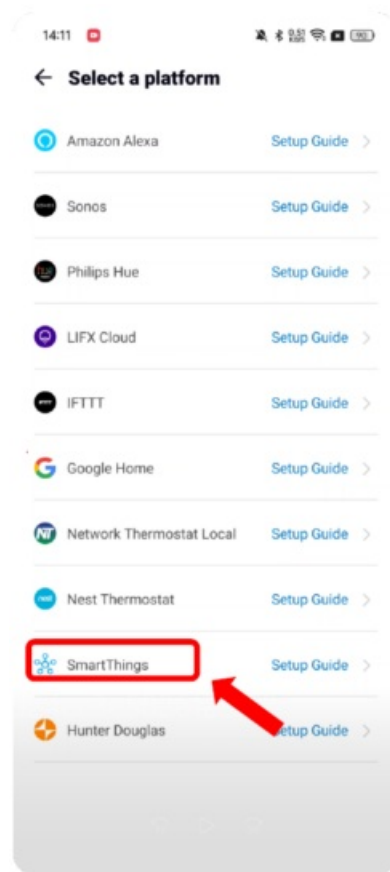 14:11
Select a platform
Amazon Alexa Setup Guide
Sonos Setup Guide
Philips Hue Setup Guide
LIFX Cloud Setup Guide
IFTTT Setup Guide
Google Home Setup Guide
Network Thermostat Local Setup Guide
Nest Thermostat Setup Guide
SmartThings Setup Guide
Hunter Douglas Setup Guide